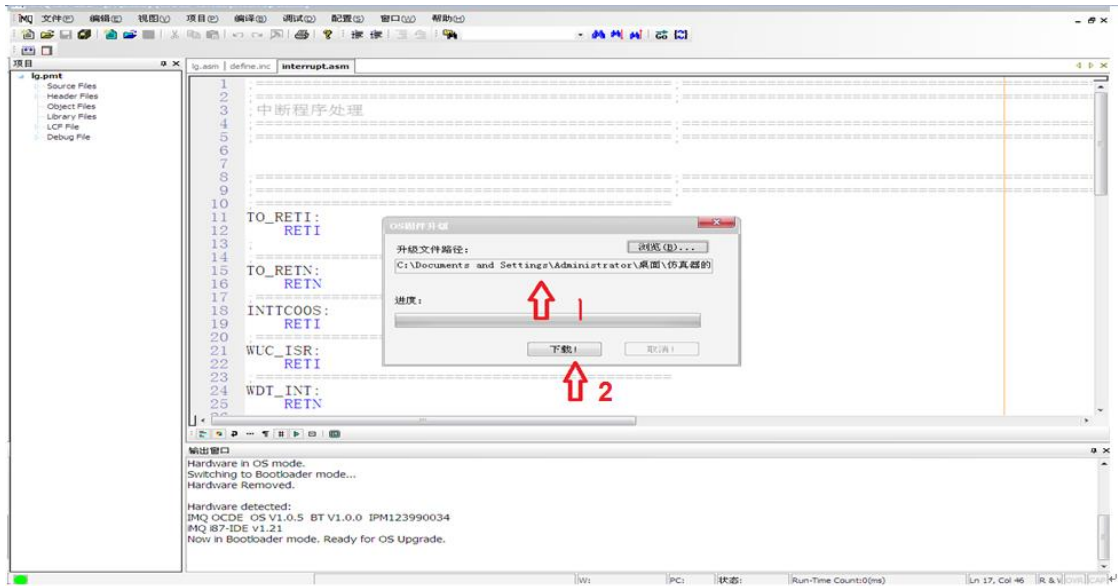 iMQ 文件(F) 编辑(E) 视图(V) 项目(P) 编译(B) 调试(D) 配置(S) 窗口(W) 帮助(H)
项目
lg.pmt
Source Files
Header Files
Object Files
Library Files
LCF File
Debug File
lg.asm define.inc interrupt.asm
1
2
3 ;中断程序处理
4
5
6
7
8
9
10
11 TO_RETI:
12 RETI
13
14
15 TO_RETN:
16 RETN
17
18 INTTC00S:
19 RETI
20
21 WUC_ISR:
22 RETI
23
24 WDT_INT:
25 RETN
OS固件升级
升级文件路径:
浏览(B)...
C:\Documents and Settings\Administrator\桌面\仿真器的
1
进度:
下载!
取消!
2
输出窗口
Hardware in OS mode.
Switching to Bootloader mode...
Hardware Removed.
Hardware detected:
IMQ OCDE OS V1.0.5 BT V1.0.0 IPM123990034
iMQ i87-IDE v1.21
Now in Bootloader mode. Ready for OS Upgrade.
W: PC: 状态: Run-Time Count:0(ms) Ln 17, Col 46 R & V OVR CAP